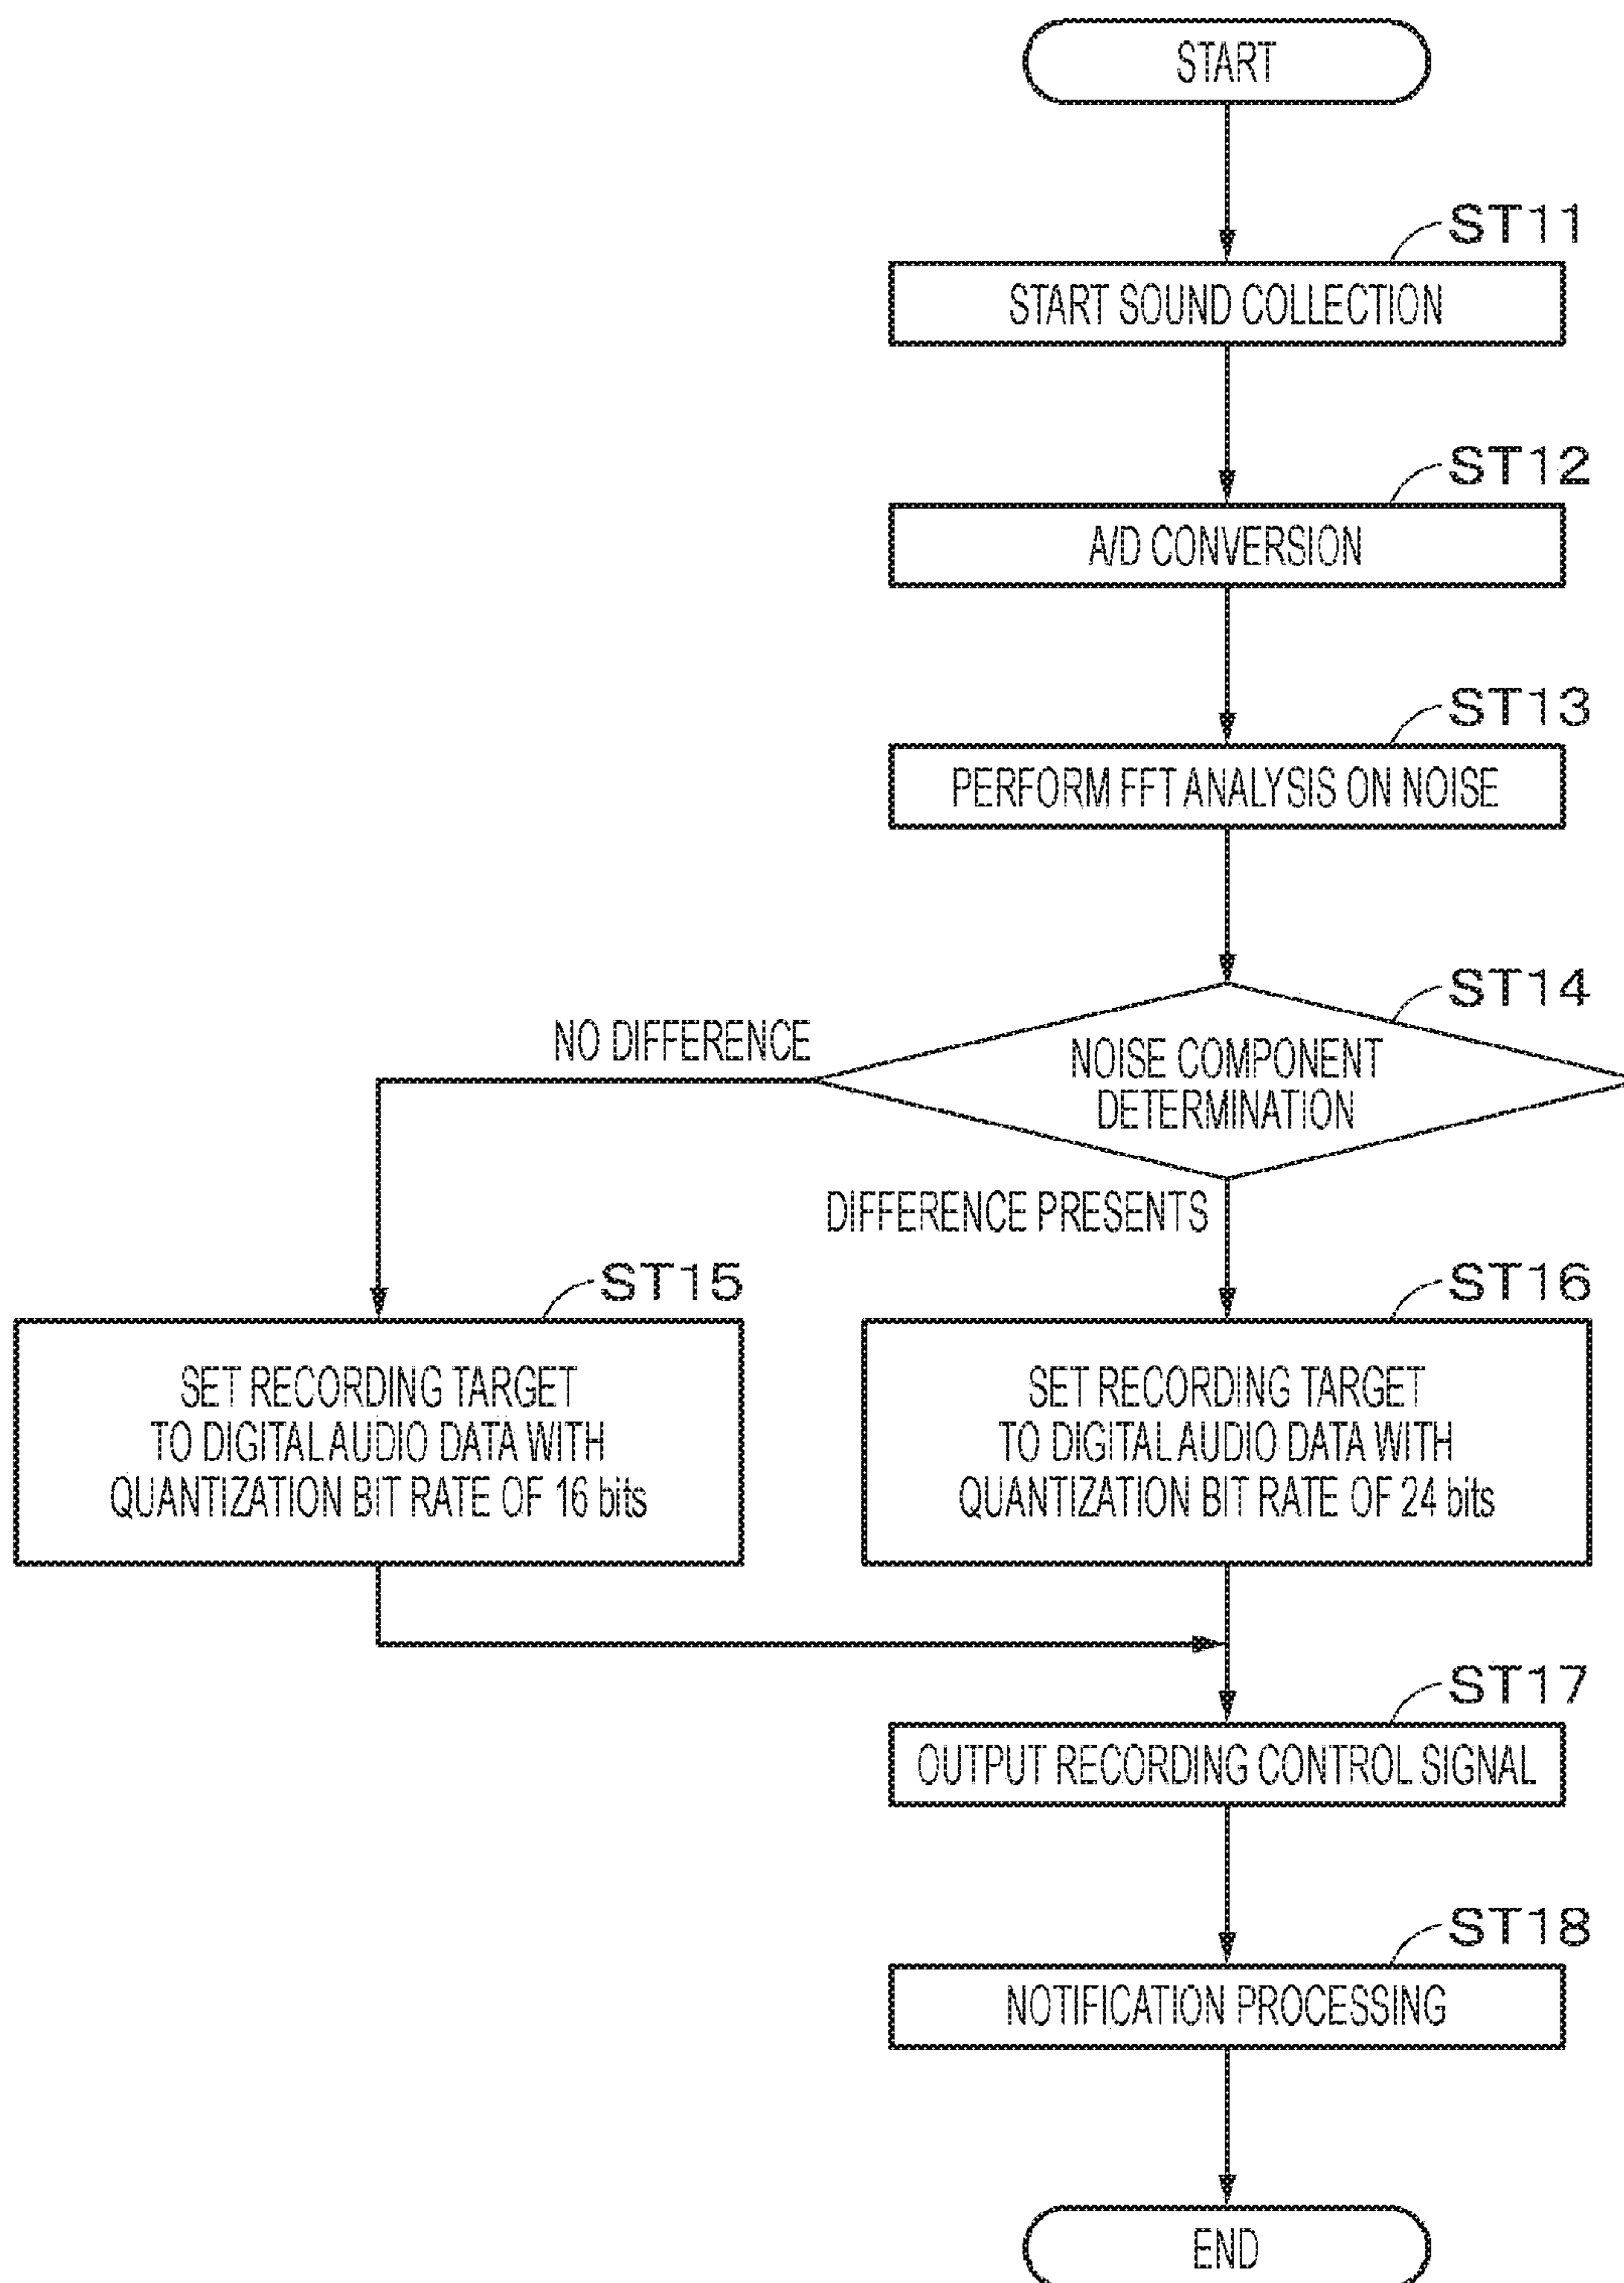 START
ST11
START SOUND COLLECTION
ST12
A/D CONVERSION
ST13
PERFORM FFT ANALYSIS ON NOISE
ST14
NO DIFFERENCE
NOISE COMPONENT
DETERMINATION
DIFFERENCE PRESENTS
ST15
SET RECORDING TARGET
TO DIGITAL AUDIO DATA WITH
QUANTIZATION BIT RATE OF 16 bits
ST16
SET RECORDING TARGET
TO DIGITAL AUDIO DATA WITH
QUANTIZATION BIT RATE OF 24 bits
ST17
OUTPUT RECORDING CONTROL SIGNAL
ST18
NOTIFICATION PROCESSING
END